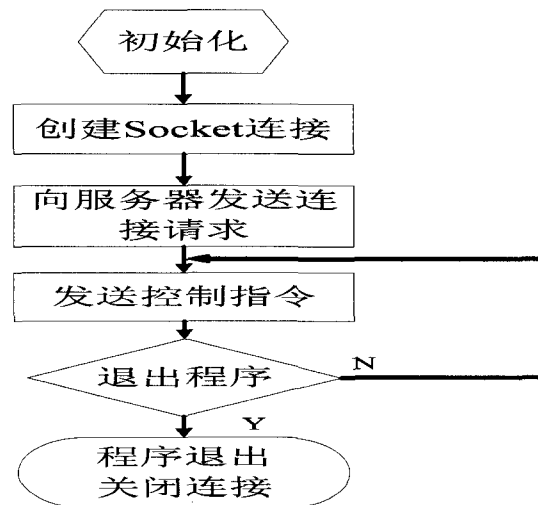 初始化
创建Socket连接
向服务器发送连
接请求
发送控制指令
退出程序
N
Y
程序退出
关闭连接